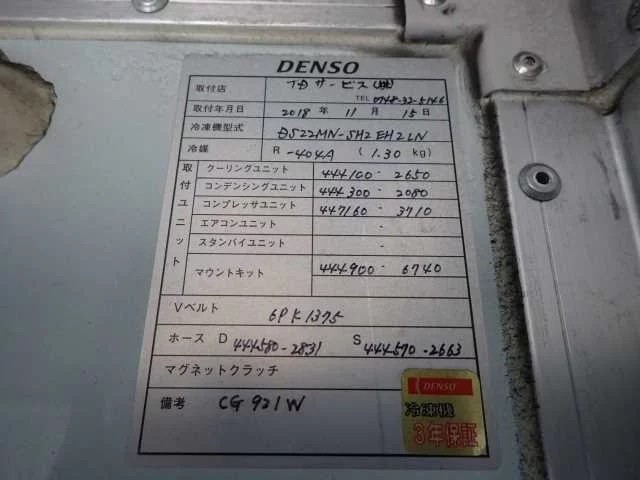 DENSO
取付店 TDサービス(株)
TEL 0748-32-5146
取付年月日 2018 年 11 月 15 日
冷凍機型式 DS22MN-SH2EH2LN
冷媒 R -404A ( 1.30 kg)
取付ユニット
クーリングユニット 444100 - 2650
コンデンシングユニット 444300 - 2080
コンプレッサユニット 447160 - 3710
エアコンユニット -
スタンバイユニット -
マウントキット 444900 - 6740
Vベルト 6PK1375
ホース D 444580-2831 S 444570-2663
マグネットクラッチ
備考 CG 921W
DENSO
冷凍機
3年保証